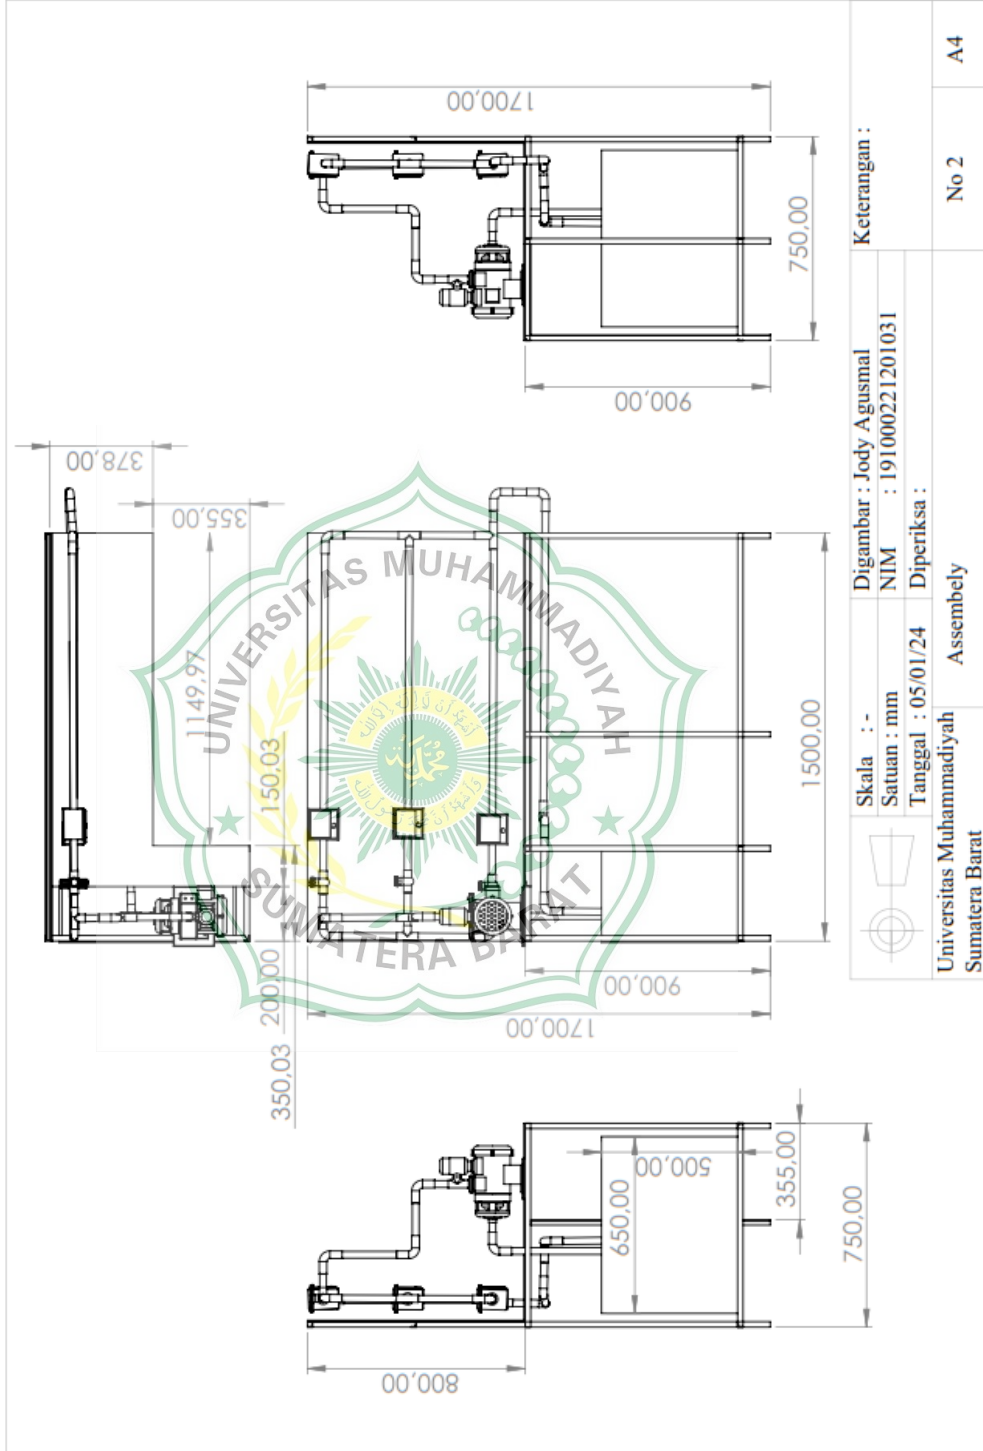 378,00
355,00
1149,97
150,03
200,00
350,03
800,00
650,00
500,00
355,00
750,00
1700,00
900,00
1500,00
1700,00
900,00
750,00
UNIVERSITAS MUHAMMADIYAH
SUMATERA BARAT
Skala : -
Satuan : mm
Tanggal : 05/01/24
Digambar : Jody Agusmal
NIM : 191000221201031
Diperiksa :
Keterangan :
Universitas Muhammadiyah
Sumatera Barat
Assembely
No 2
A4